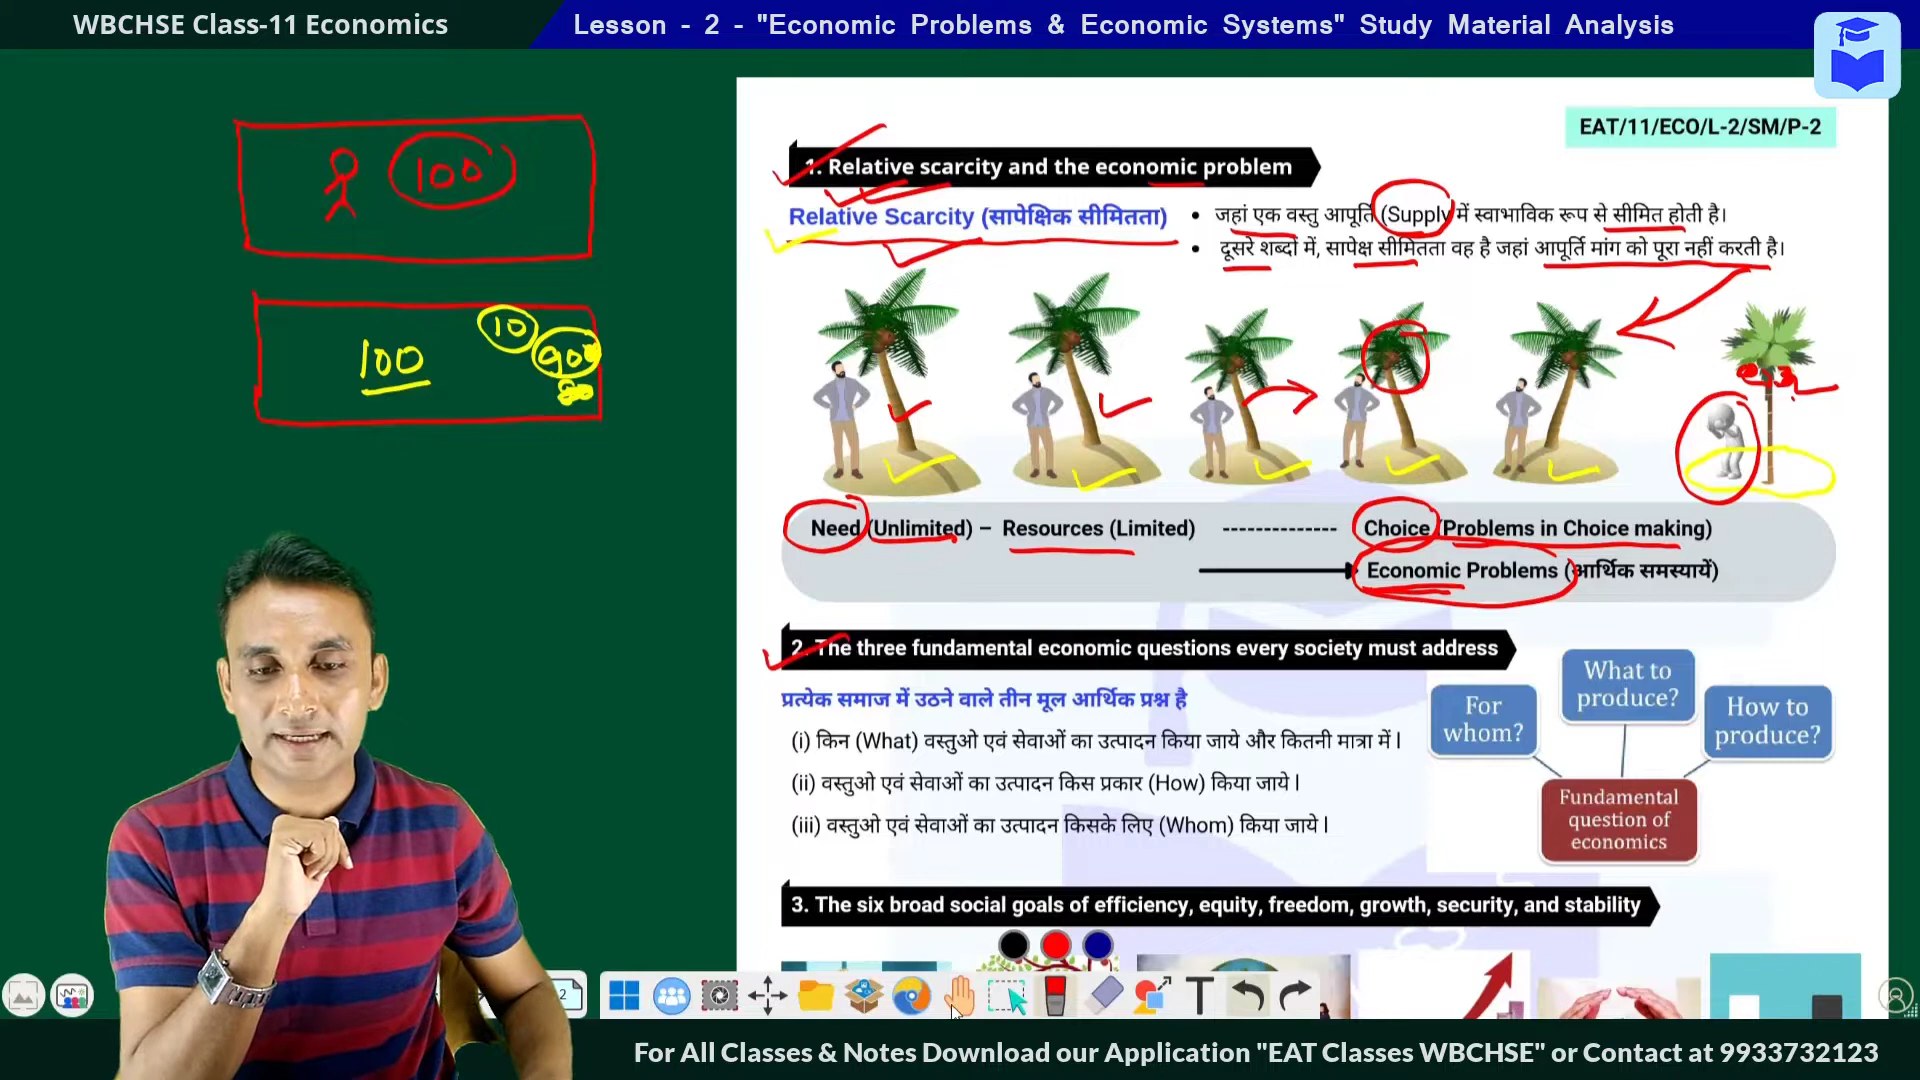 WBCHSE Class-11 Economics
Lesson - 2 - "Economic Problems & Economic Systems" Study Material Analysis
EAT/11/ECO/L-2/SM/P-2
100
100
10
1. Relative scarcity and the economic problem
Relative Scarcity (सापेक्षिक सीमितता)
• जहां एक वस्तु आपूर्ति (Supply में स्वाभाविक रूप से सीमित होती है।
• दूसरे शब्दों में, सापेक्ष सीमितता वह है जहां आपूर्ति मांग को पूरा नहीं करती है।
Need (Unlimited) – Resources (Limited) -------------- Choice (Problems in Choice making)
Economic Problems (आर्थिक समस्यायें)
2. The three fundamental economic questions every society must address
प्रत्येक समाज में उठने वाले तीन मूल आर्थिक प्रश्न है
(i) किन (What) वस्तुओ एवं सेवाओं का उत्पादन किया जाये और कितनी मात्रा में l
(ii) वस्तुओ एवं सेवाओं का उत्पादन किस प्रकार (How) किया जाये l
(iii) वस्तुओ एवं सेवाओं का उत्पादन किसके लिए (Whom) किया जाये l
For whom?
What to produce?
How to produce?
Fundamental question of economics
3. The six broad social goals of efficiency, equity, freedom, growth, security, and stability
2
For All Classes & Notes Download our Application "EAT Classes WBCHSE" or Contact at 9933732123